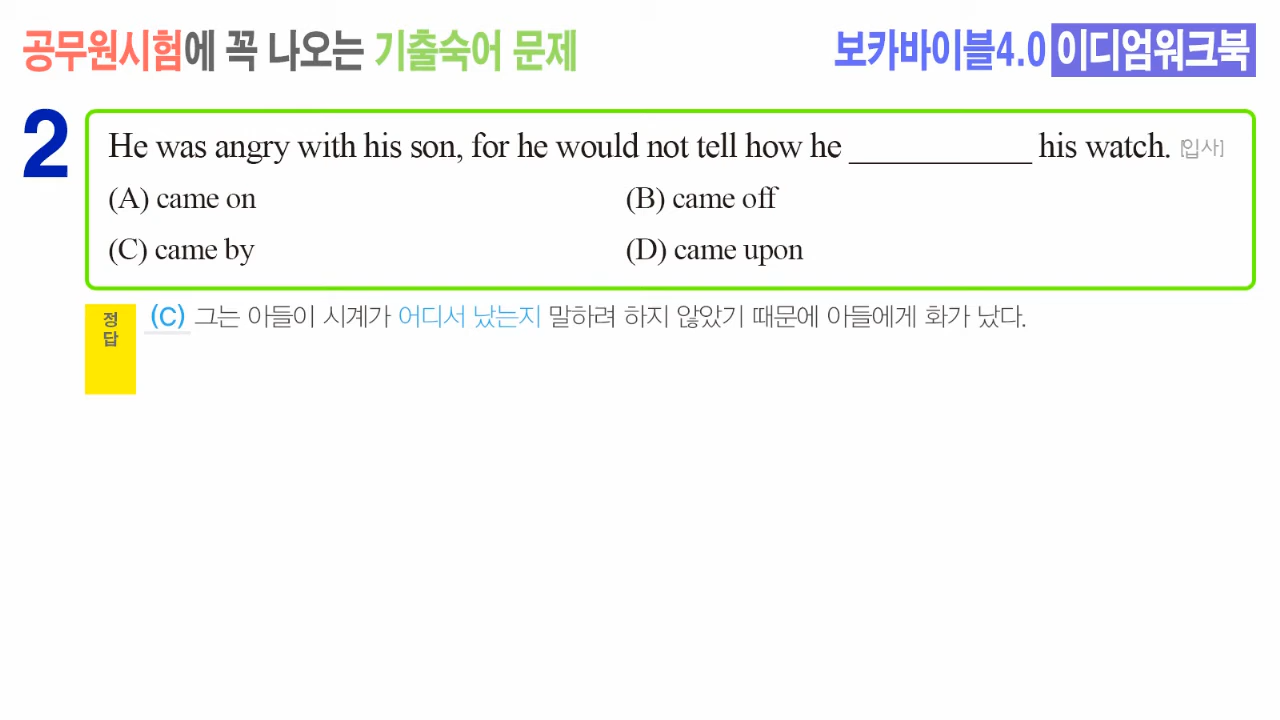 공무원시험에 꼭 나오는 기출숙어 문제
보카바이블4.0 이디엄워크북
2
He was angry with his son, for he would not tell how he _____________ his watch. [입사]
(A) came on
(B) came off
(C) came by
(D) came upon
정답
(C) 그는 아들이 시계가 어디서 났는지 말하려 하지 않았기 때문에 아들에게 화가 났다.